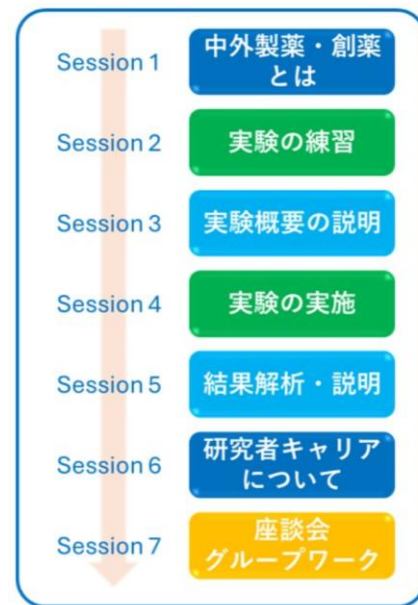 Session 1
中外製薬・創薬
とは
Session 2
実験の練習
Session 3
実験概要の説明
Session 4
実験の実施
Session 5
結果解析・説明
Session 6
研究者キャリア
について
Session 7
座談会
グループワーク